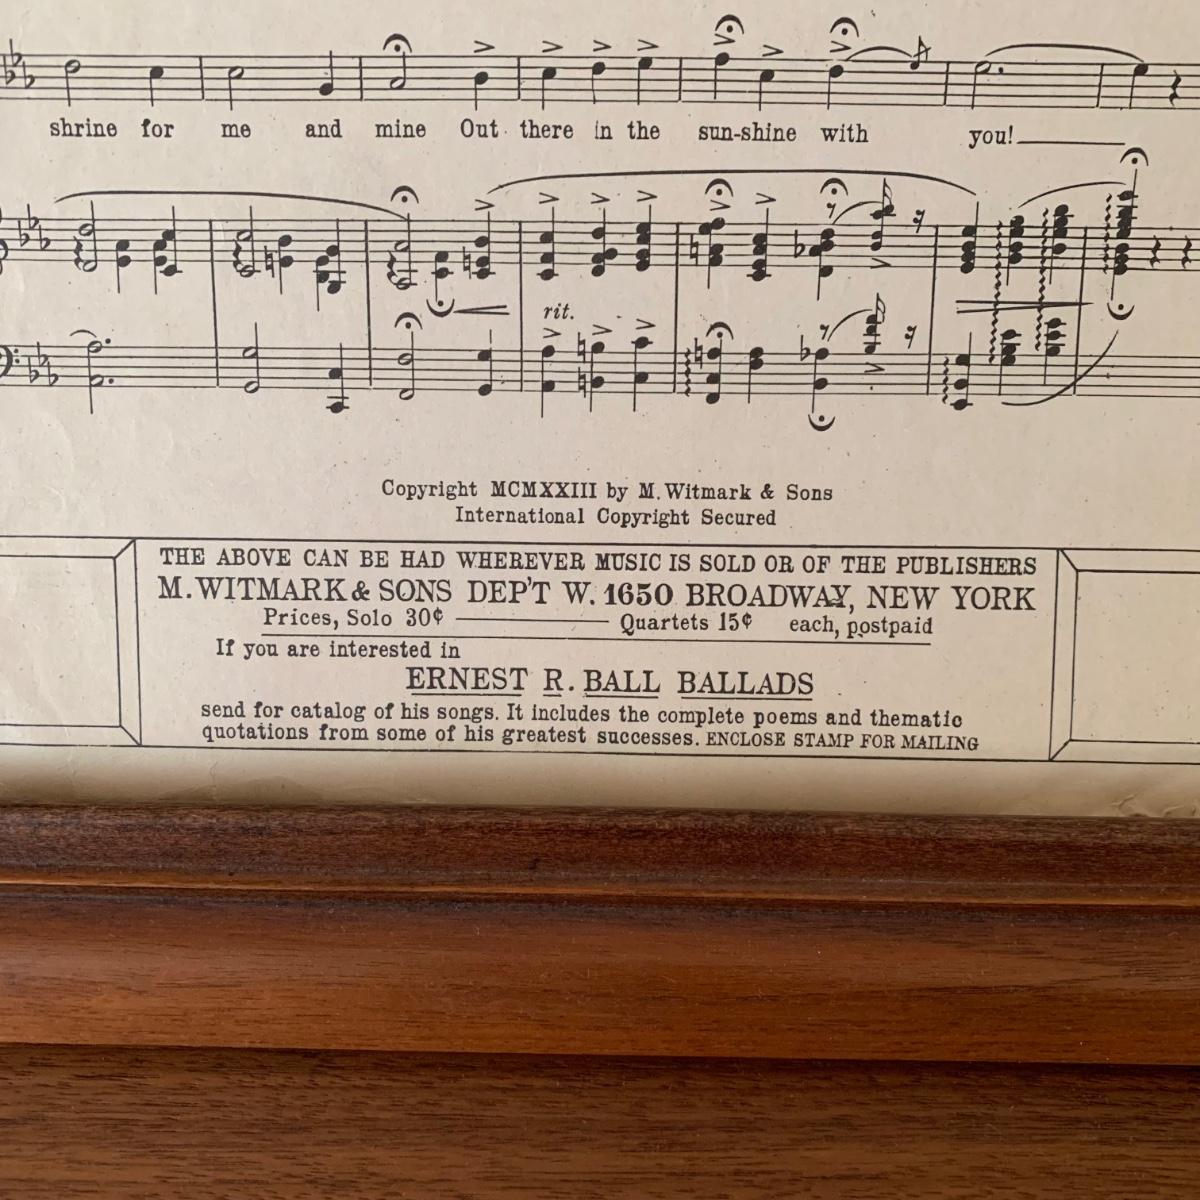 shrine for me and mine Out there in the sun-shine with you!
rit.
Copyright MCMXXIII by M. Witmark & Sons
International Copyright Secured
THE ABOVE CAN BE HAD WHEREVER MUSIC IS SOLD OR OF THE PUBLISHERS
M. WITMARK & SONS DEP'T W. 1650 BROADWAY, NEW YORK
Prices, Solo 30¢ ——— Quartets 15¢ each, postpaid
If you are interested in
ERNEST R. BALL BALLADS
send for catalog of his songs. It includes the complete poems and thematic
quotations from some of his greatest successes. ENCLOSE STAMP FOR MAILING